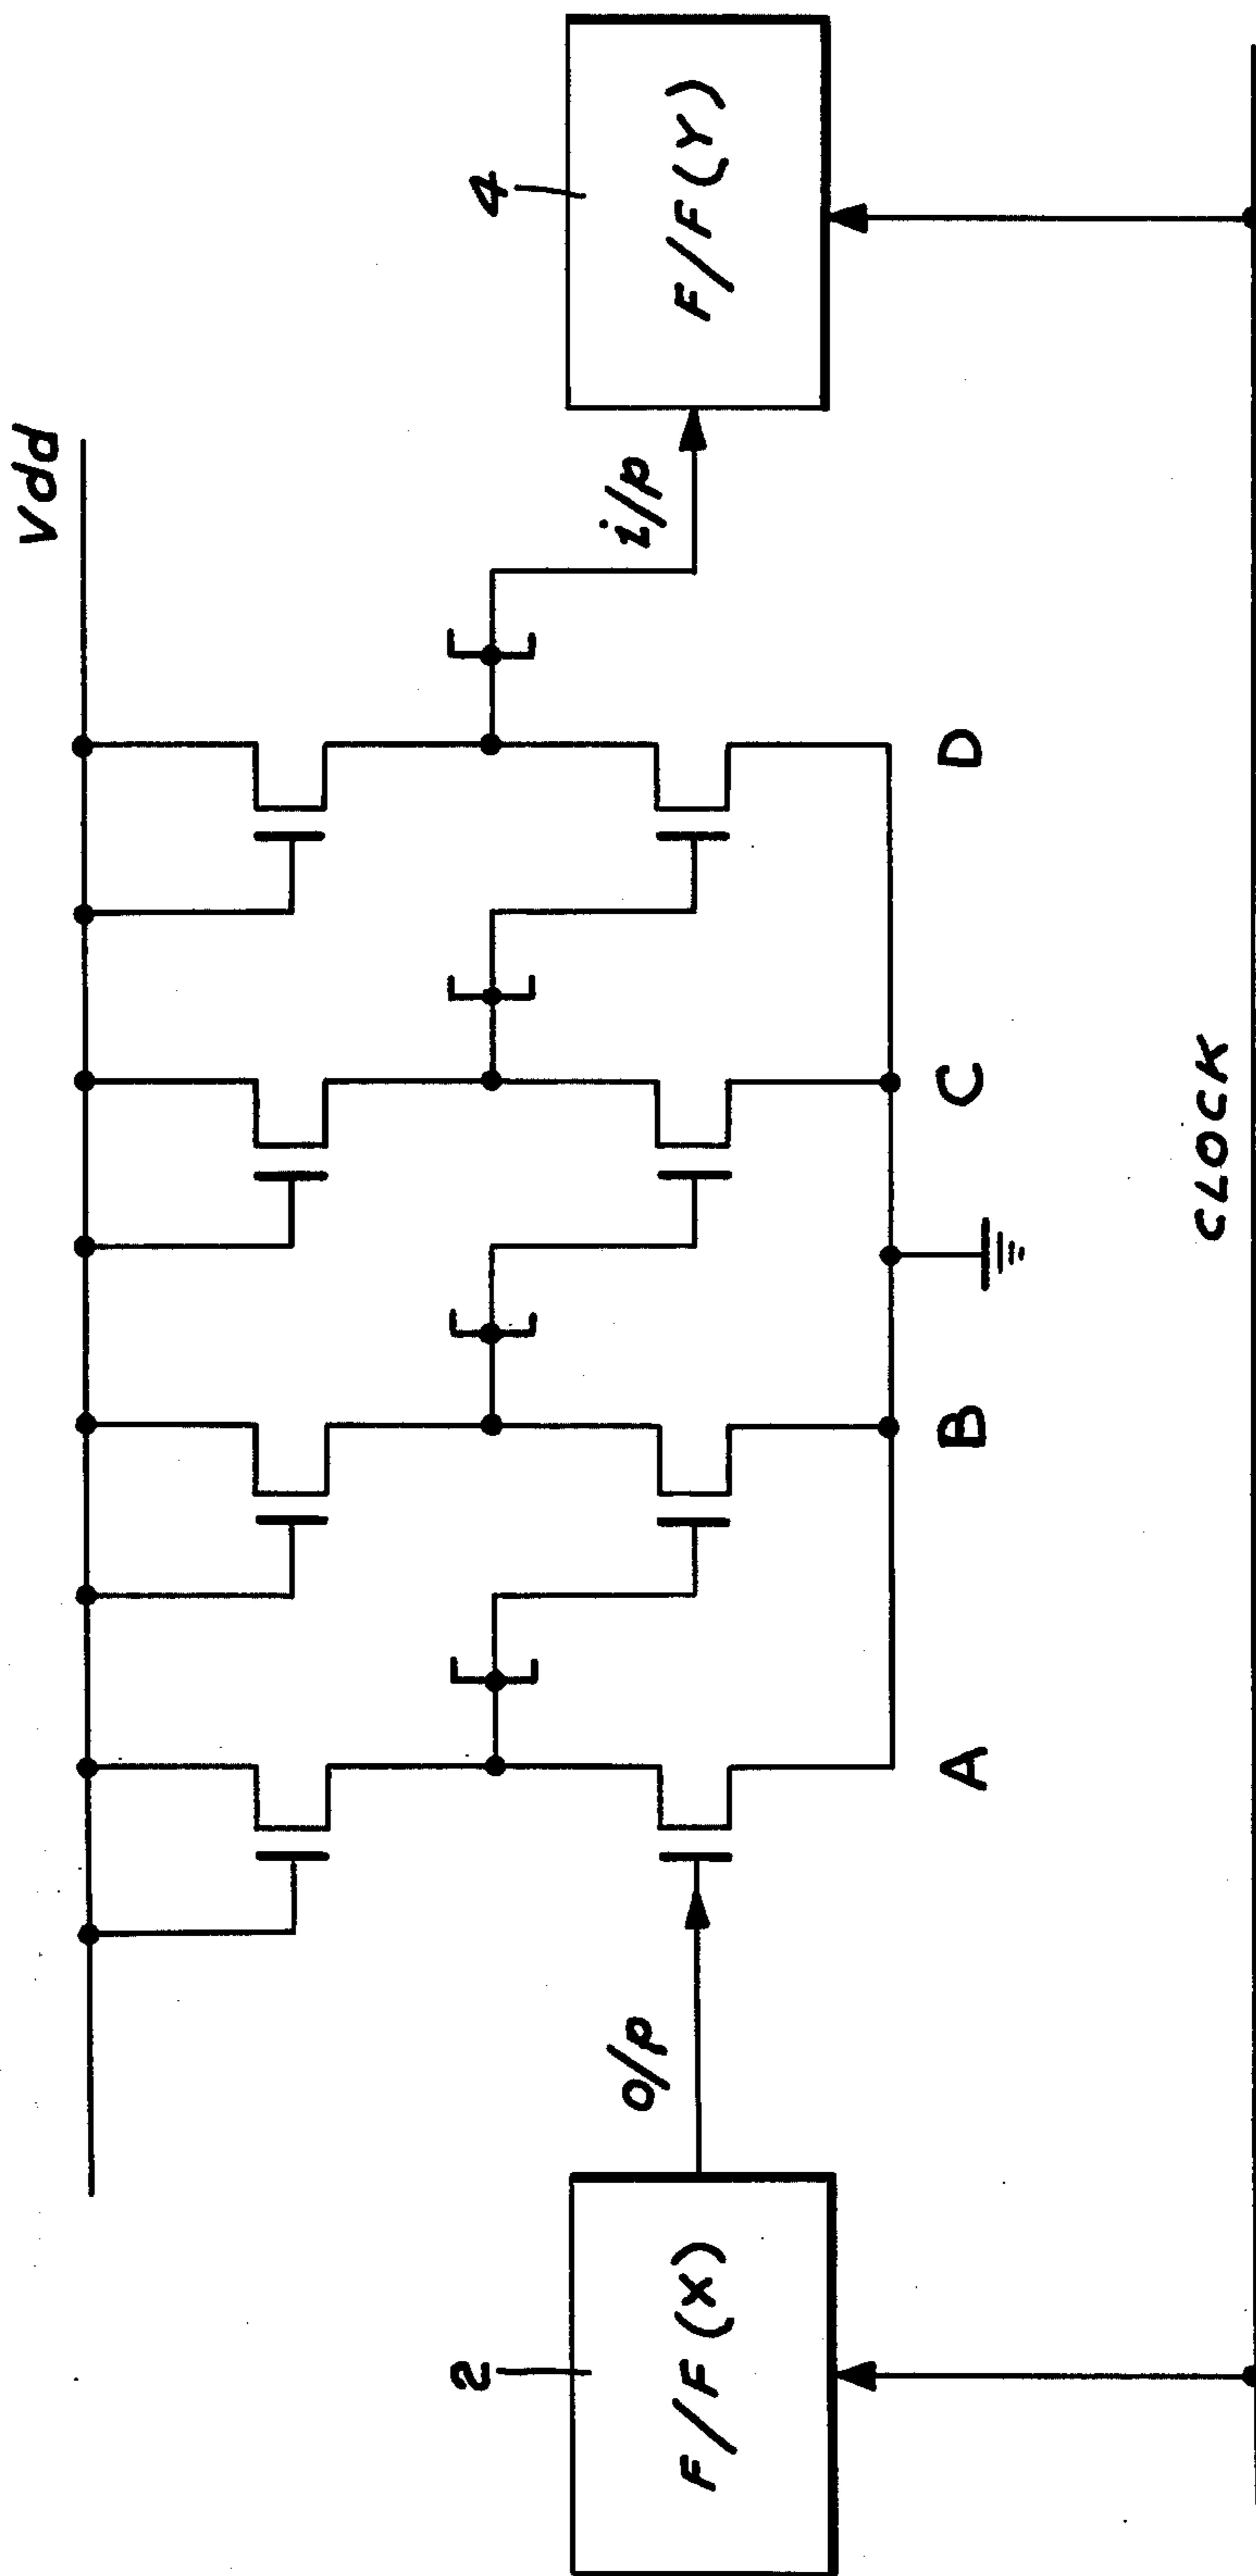 Vdd
2
F/F (X)
O/P
i/p
4
F/F (Y)
A
B
C
D
CLOCK